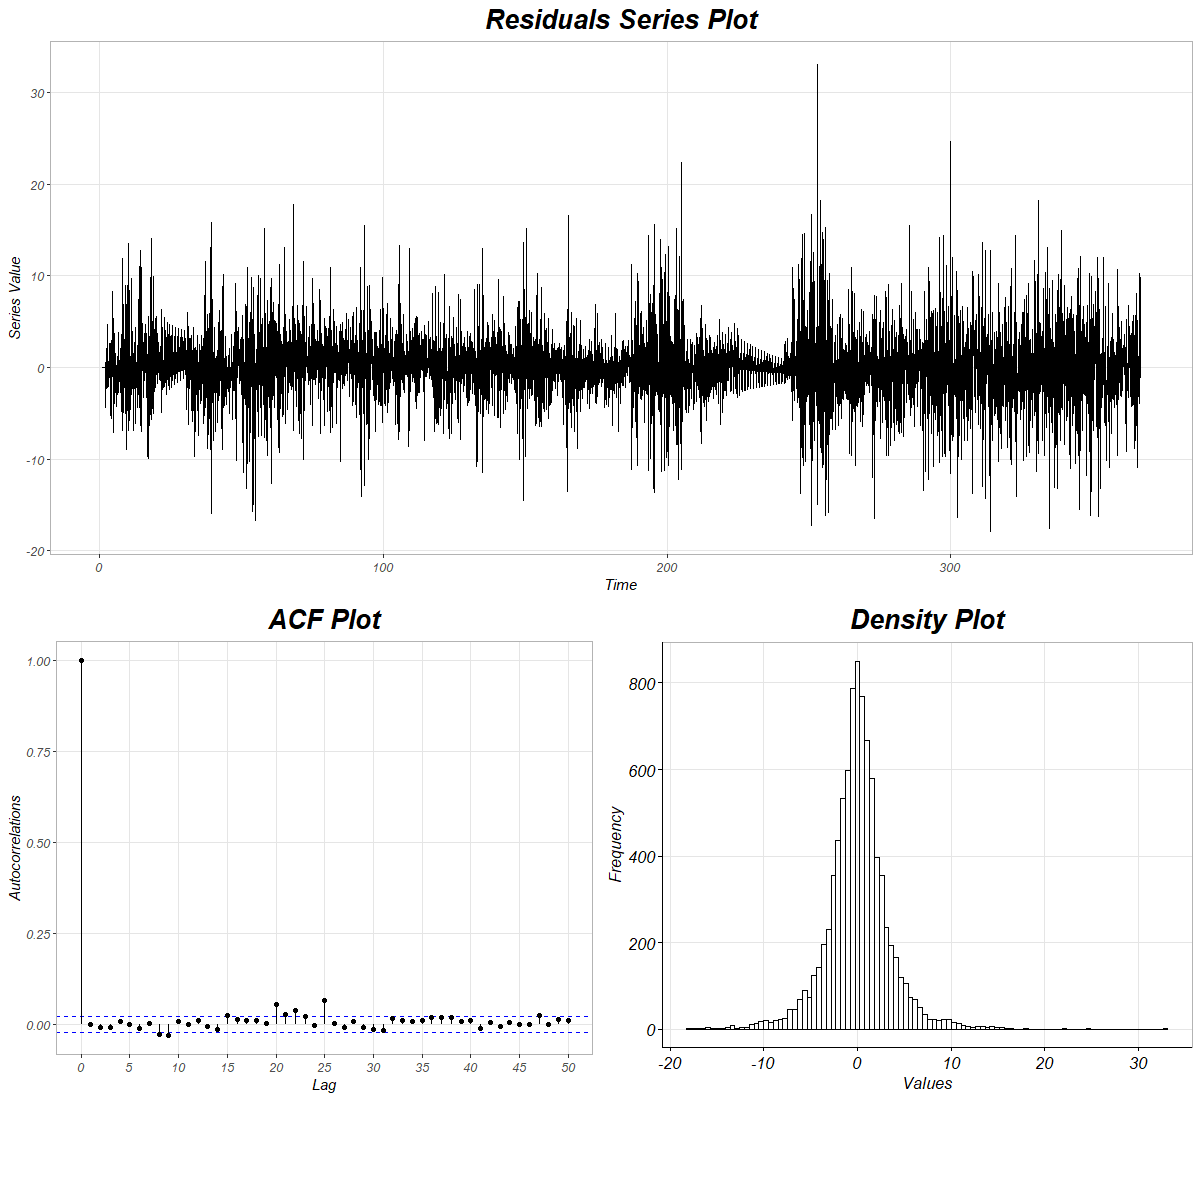 Residuals Series Plot
Series Value
30
20
10
0
-10
-20
0 100 200 300
Time
ACF Plot
Autocorrelations
1.00
0.75
0.50
0.25
0.00
0 5 10 15 20 25 30 35 40 45 50
Lag
Density Plot
Frequency
800
600
400
200
0
-20 -10 0 10 20 30
Values